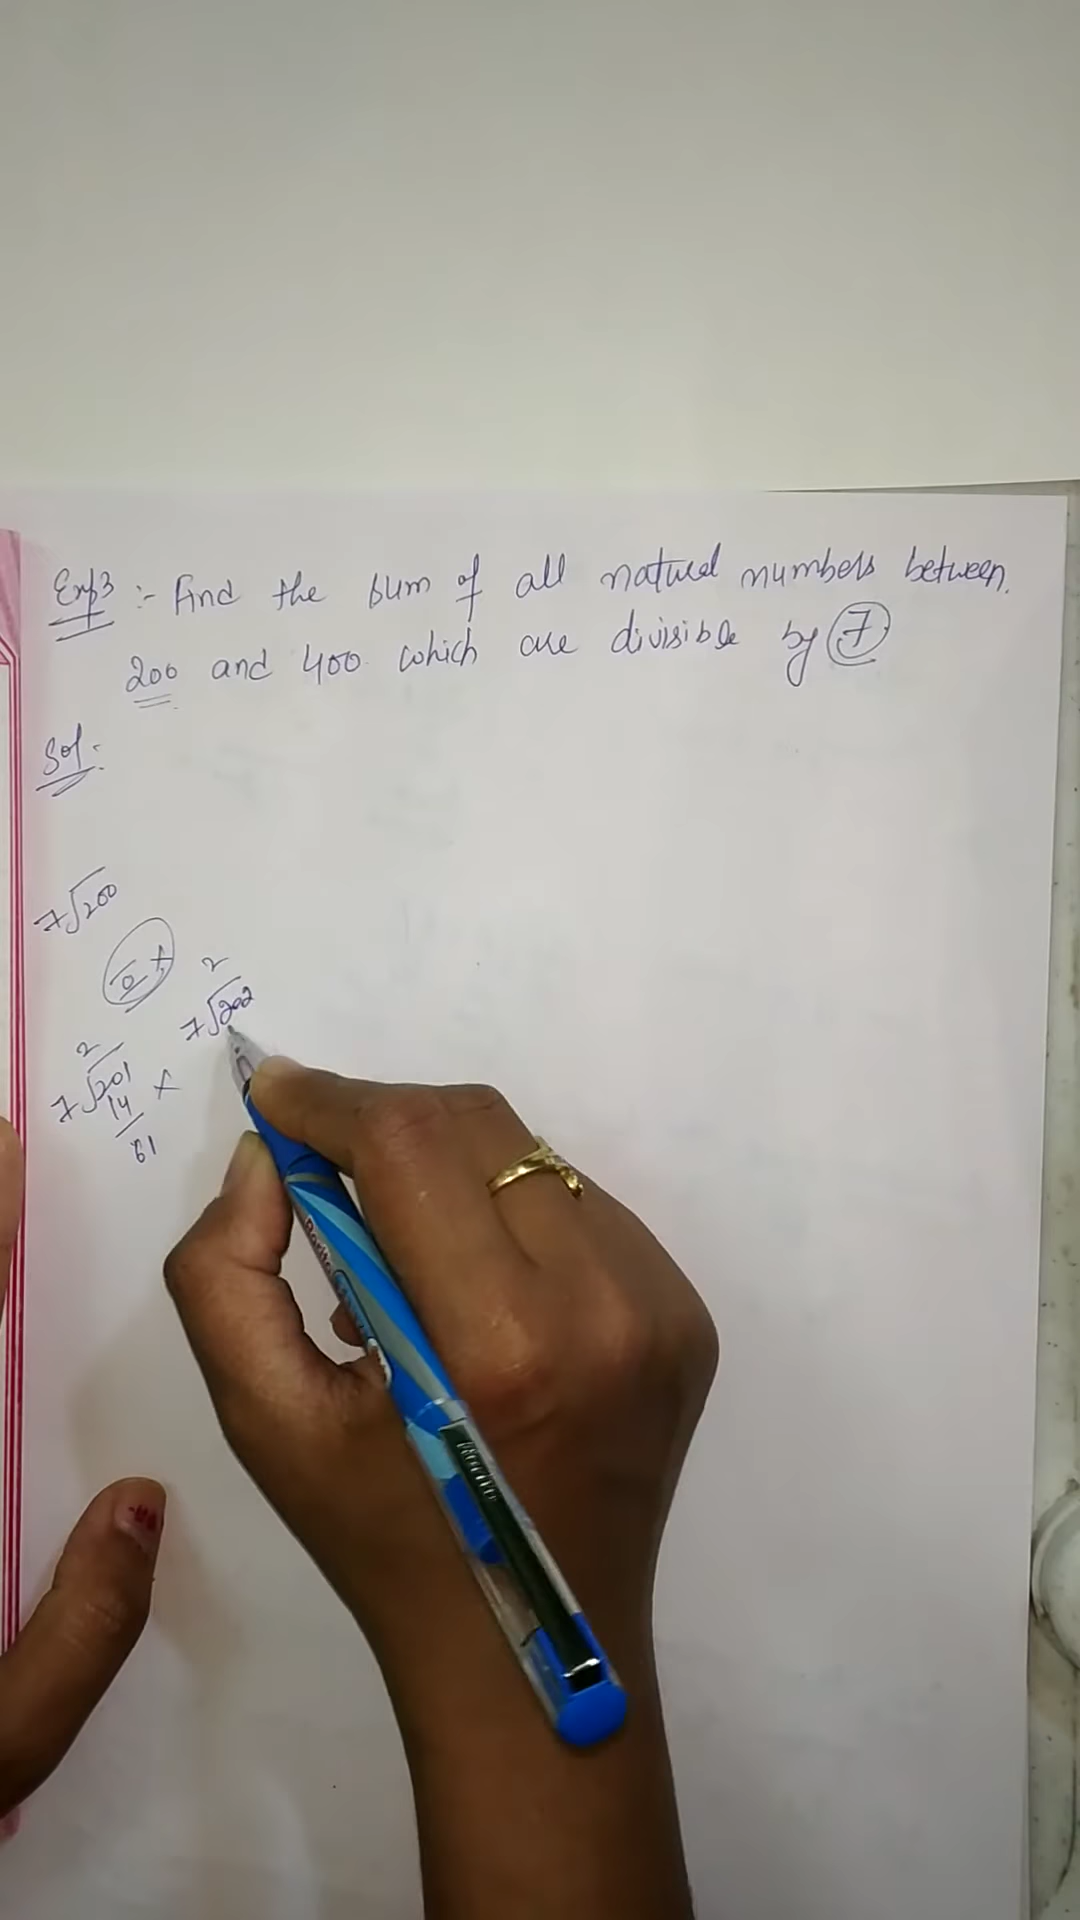 Exp3 :- Find the sum of all natural numbers between
200 and 400 which are divisible by 7
Sol:
7√200
0 x
2
7√202
2
7√201 x
14
61